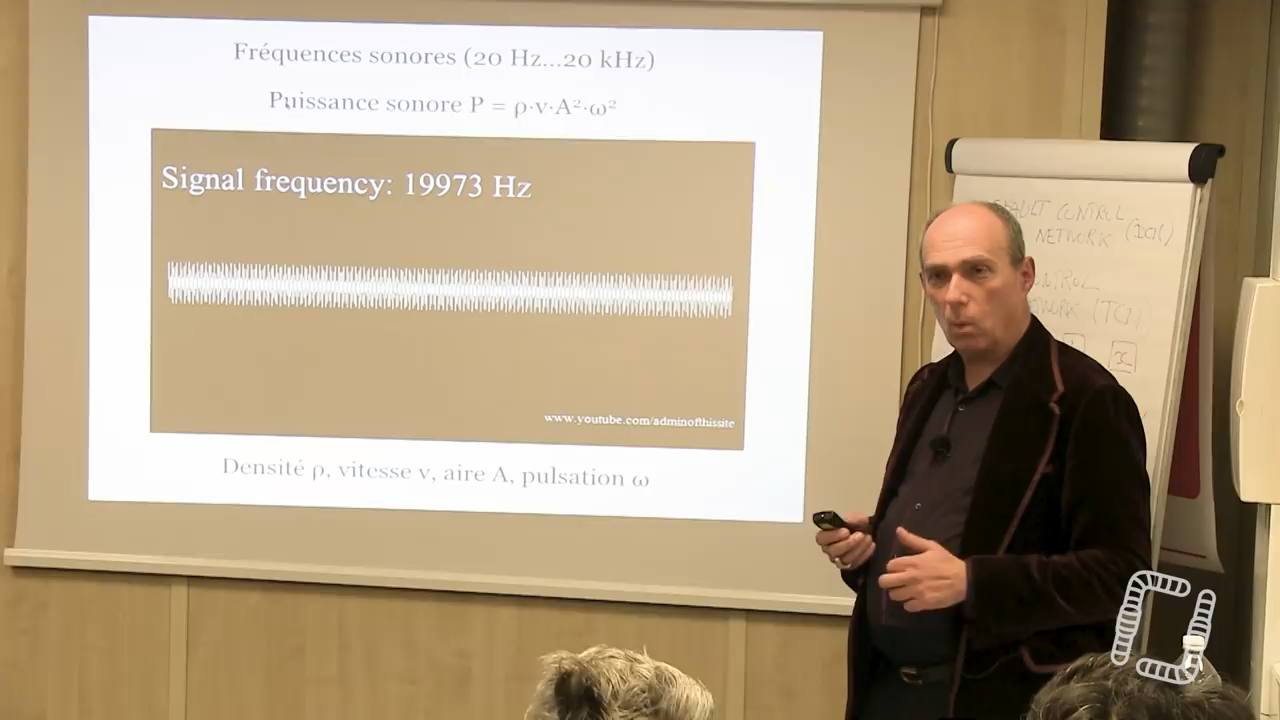 Fréquences sonores (20 Hz...20 kHz)
Puissance sonore P = ρ·v·A²·ω²
Signal frequency: 19973 Hz
www.youtube.com/adminofthissite
Densité ρ, vitesse v, aire A, pulsation ω
CONTROL
NETWORK